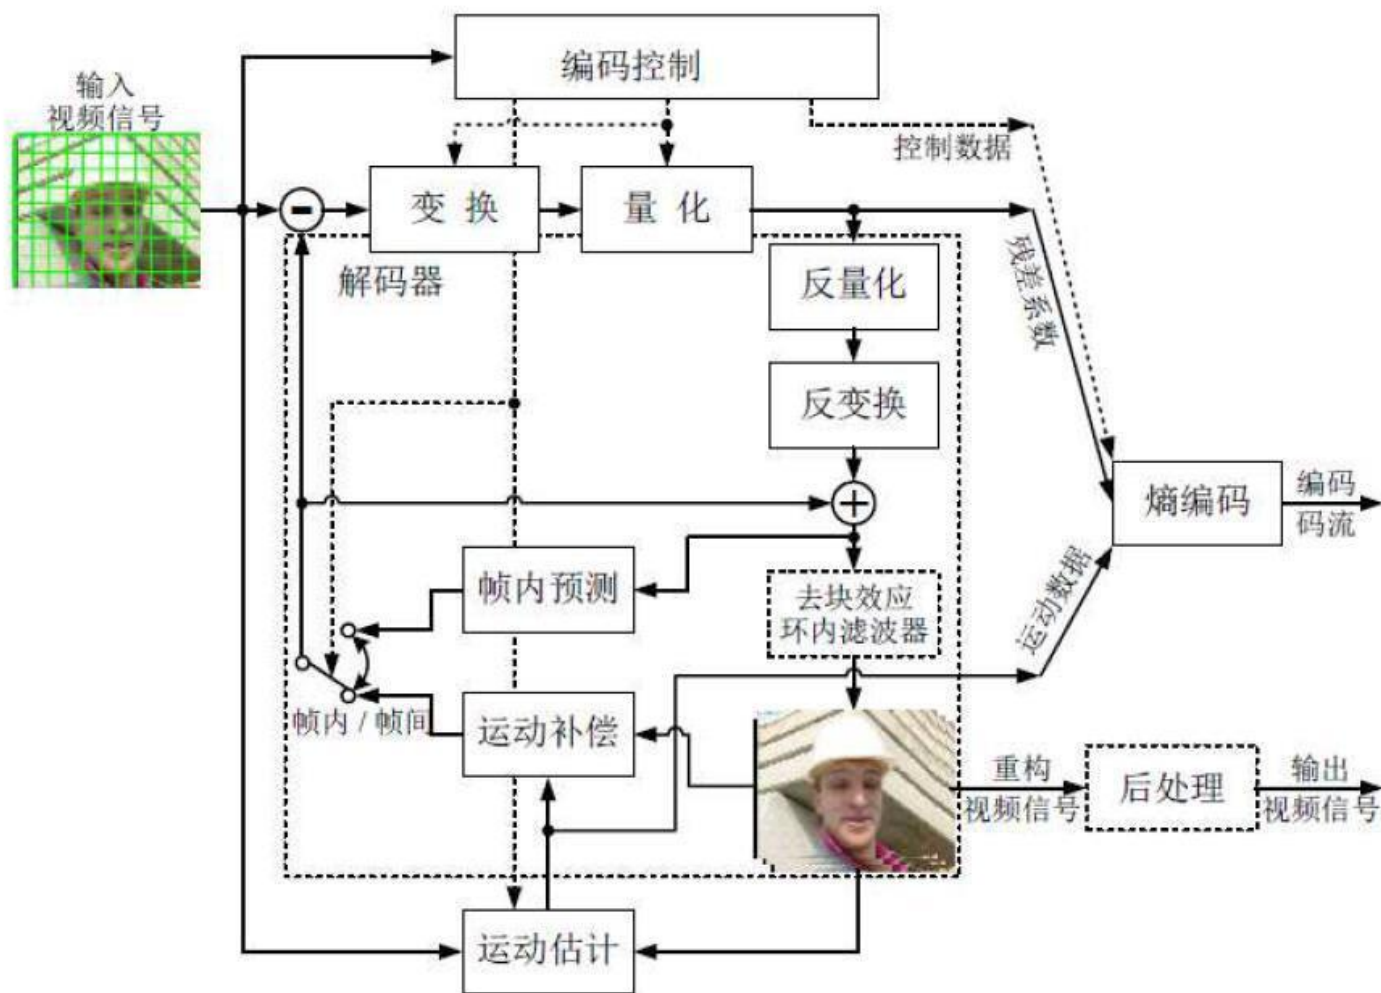 编码控制
输入
视频信号
控制数据
变 换
量 化
解码器
反量化
残差系数
反变换
熵编码
编码
码流
帧内预测
去块效应
环内滤波器
运动数据
帧内 / 帧间
运动补偿
重构
视频信号
后处理
输出
视频信号
运动估计